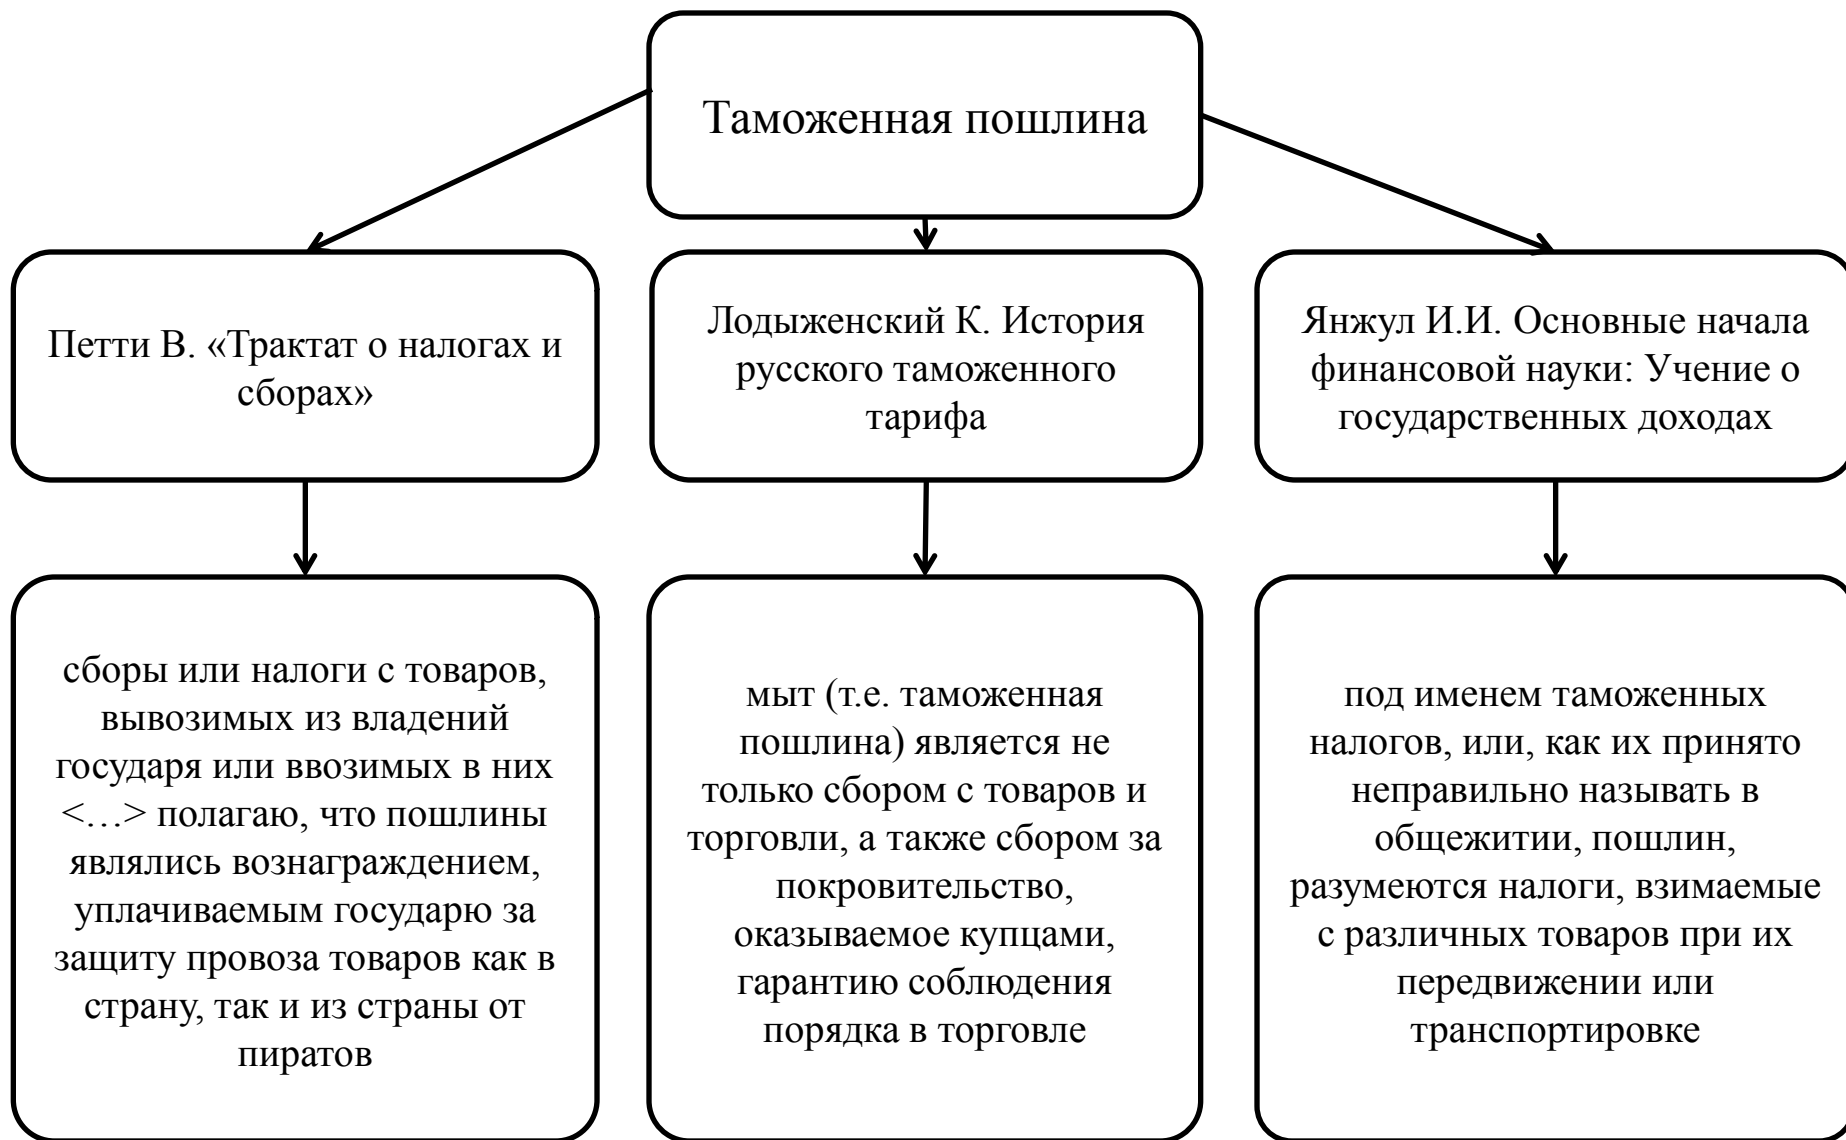 Таможенная пошлина
Петти В. «Трактат о налогах и
сборах»
Лодыженский К. История
русского таможенного
тарифа
Янжул И.И. Основные начала
финансовой науки: Учение о
государственных доходах
сборы или налоги с товаров,
вывозимых из владений
государя или ввозимых в них
<…> полагаю, что пошлины
являлись вознаграждением,
уплачиваемым государю за
защиту провоза товаров как в
страну, так и из страны от
пиратов
мыт (т.е. таможенная
пошлина) является не
только сбором с товаров и
торговли, а также сбором за
покровительство,
оказываемое купцами,
гарантию соблюдения
порядка в торговле
под именем таможенных
налогов, или, как их принято
неправильно называть в
общежитии, пошлин,
разумеются налоги, взимаемые
с различных товаров при их
передвижении или
транспортировке